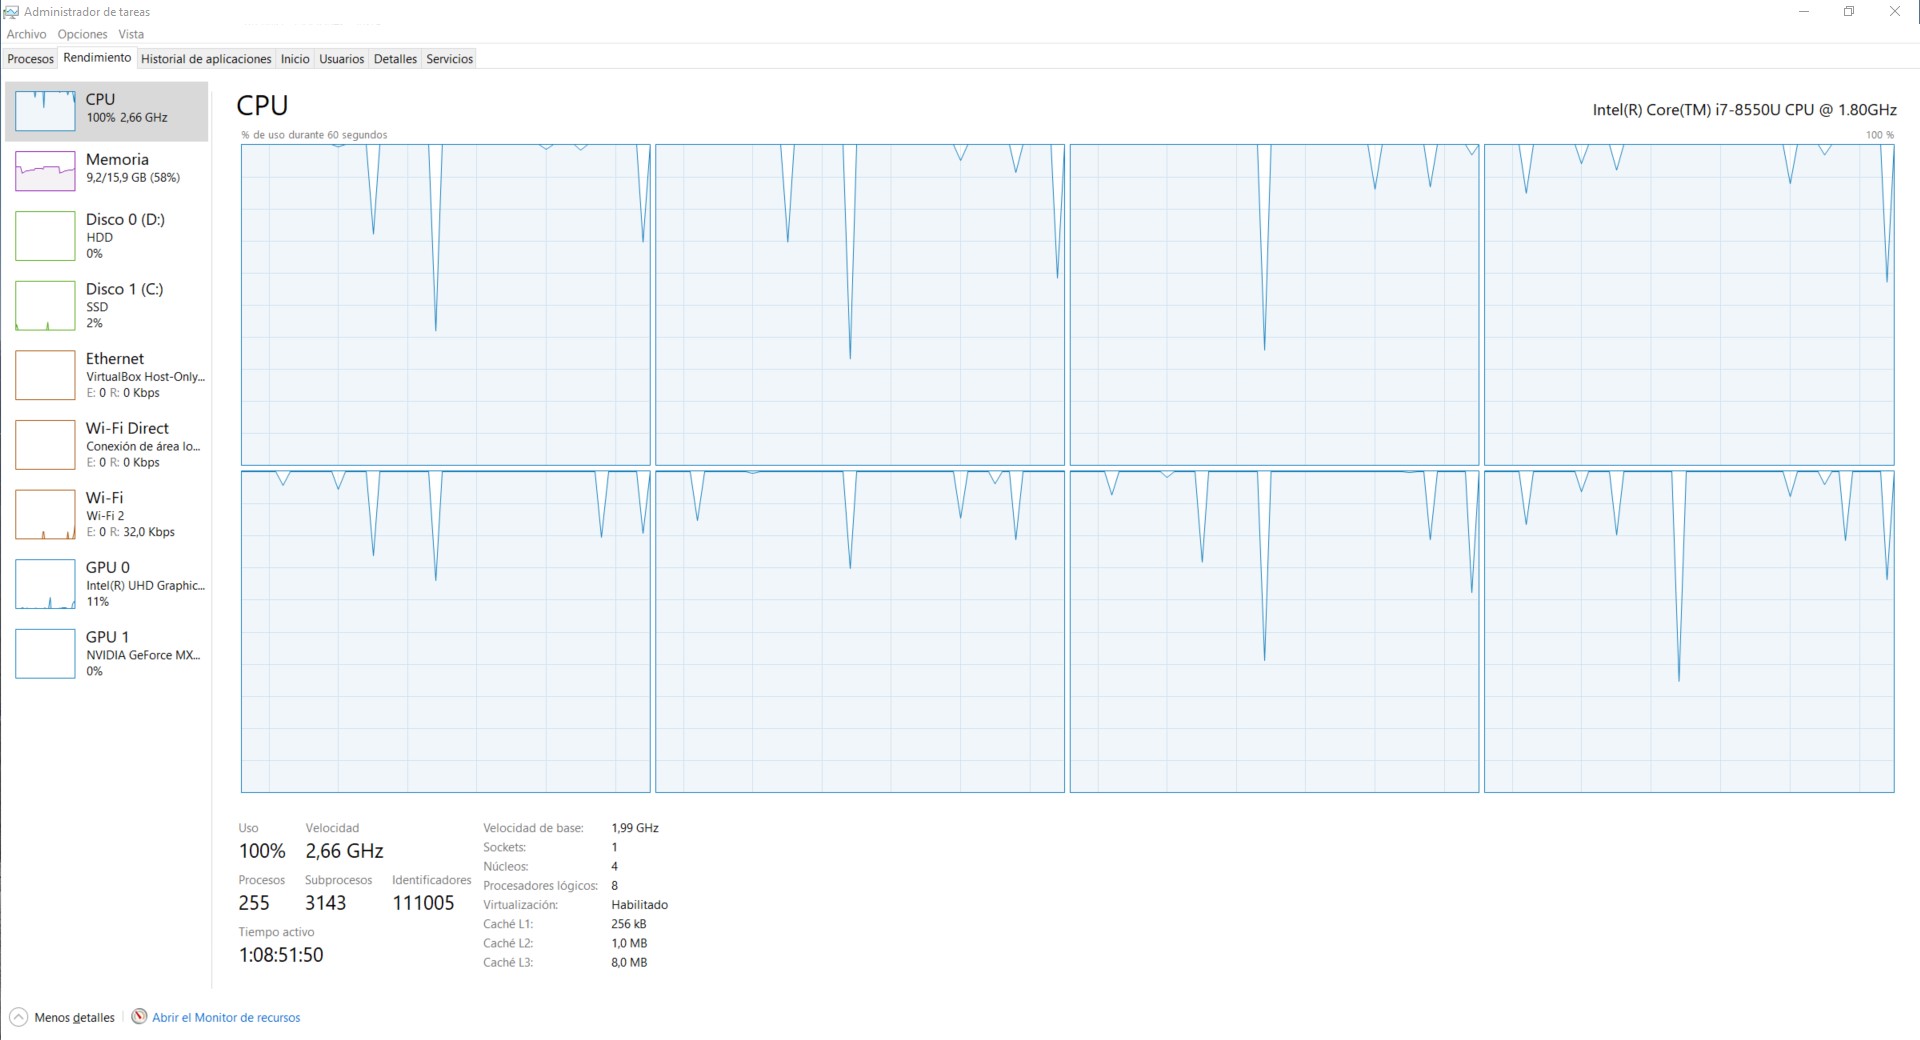 Administrador de tareas
Archivo Opciones Vista
Procesos Rendimiento Historial de aplicaciones Inicio Usuarios Detalles Servicios
CPU
100% 2,66 GHz
Memoria
9,2/15,9 GB (58%)
Disco 0 (D:)
HDD
0%
Disco 1 (C:)
SSD
2%
Ethernet
VirtualBox Host-Only...
E: 0 R: 0 Kbps
Wi-Fi Direct
Conexión de área lo...
E: 0 R: 0 Kbps
Wi-Fi
Wi-Fi 2
E: 0 R: 32,0 Kbps
GPU 0
Intel(R) UHD Graphic...
11%
GPU 1
NVIDIA GeForce MX...
0%
CPU
Intel(R) Core(TM) i7-8550U CPU @ 1.80GHz
% de uso durante 60 segundos 100 %
Uso Velocidad
100% 2,66 GHz
Procesos Subprocesos Identificadores
255 3143 111005
Tiempo activo
1:08:51:50
Velocidad de base: 1,99 GHz
Sockets: 1
Núcleos: 4
Procesadores lógicos: 8
Virtualización: Habilitado
Caché L1: 256 kB
Caché L2: 1,0 MB
Caché L3: 8,0 MB
Menos detalles Abrir el Monitor de recursos